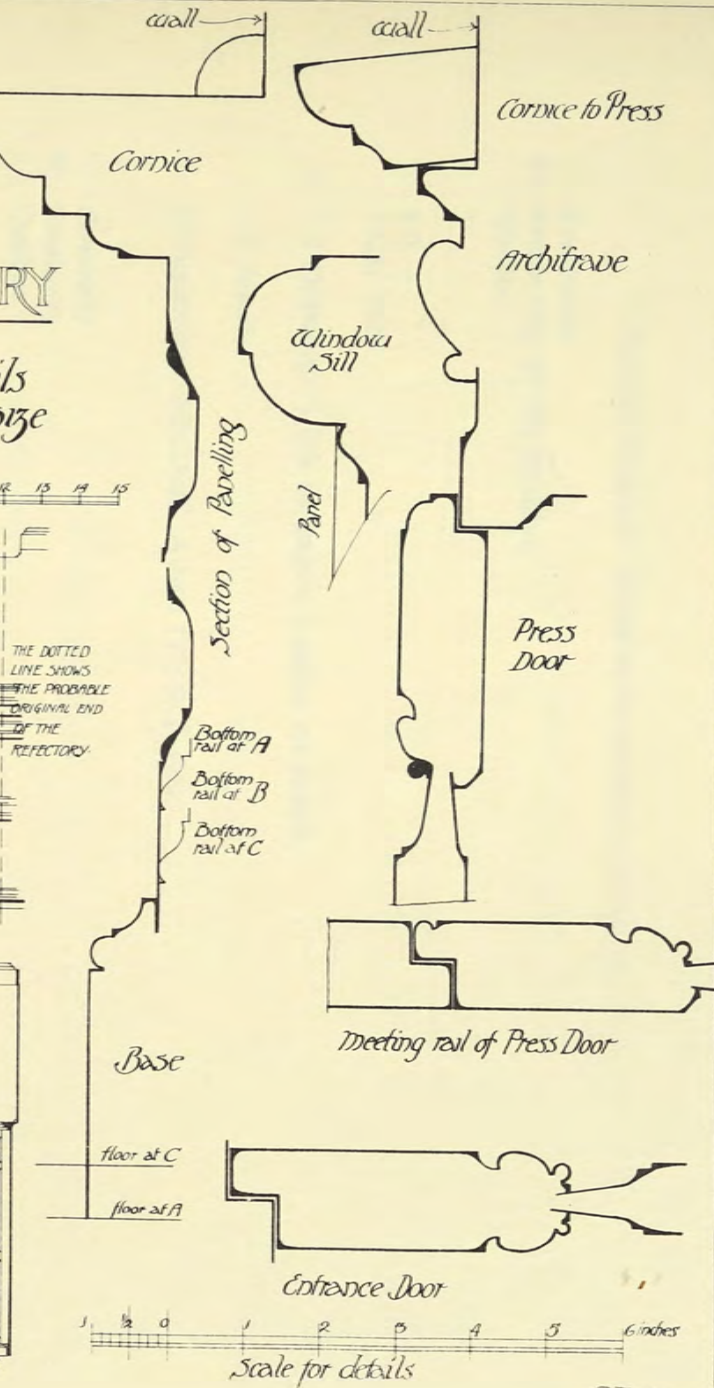 wall
wall
Cornice to Press
Cornice
Architrave
RY
Window
Sill
ils
size
12 13 14 15
Section of Panelling
Panel
Press
Door
THE DOTTED
LINE SHOWS
THE PROBABLE
ORIGINAL END
OF THE
REFECTORY.
Bottom
rail at A
Bottom
rail at B
Bottom
rail at C
Meeting rail of Press Door
Base
floor at C
floor at A
Entrance Door
1 ½ 0 1 2 3 4 5 6 inches
Scale for details